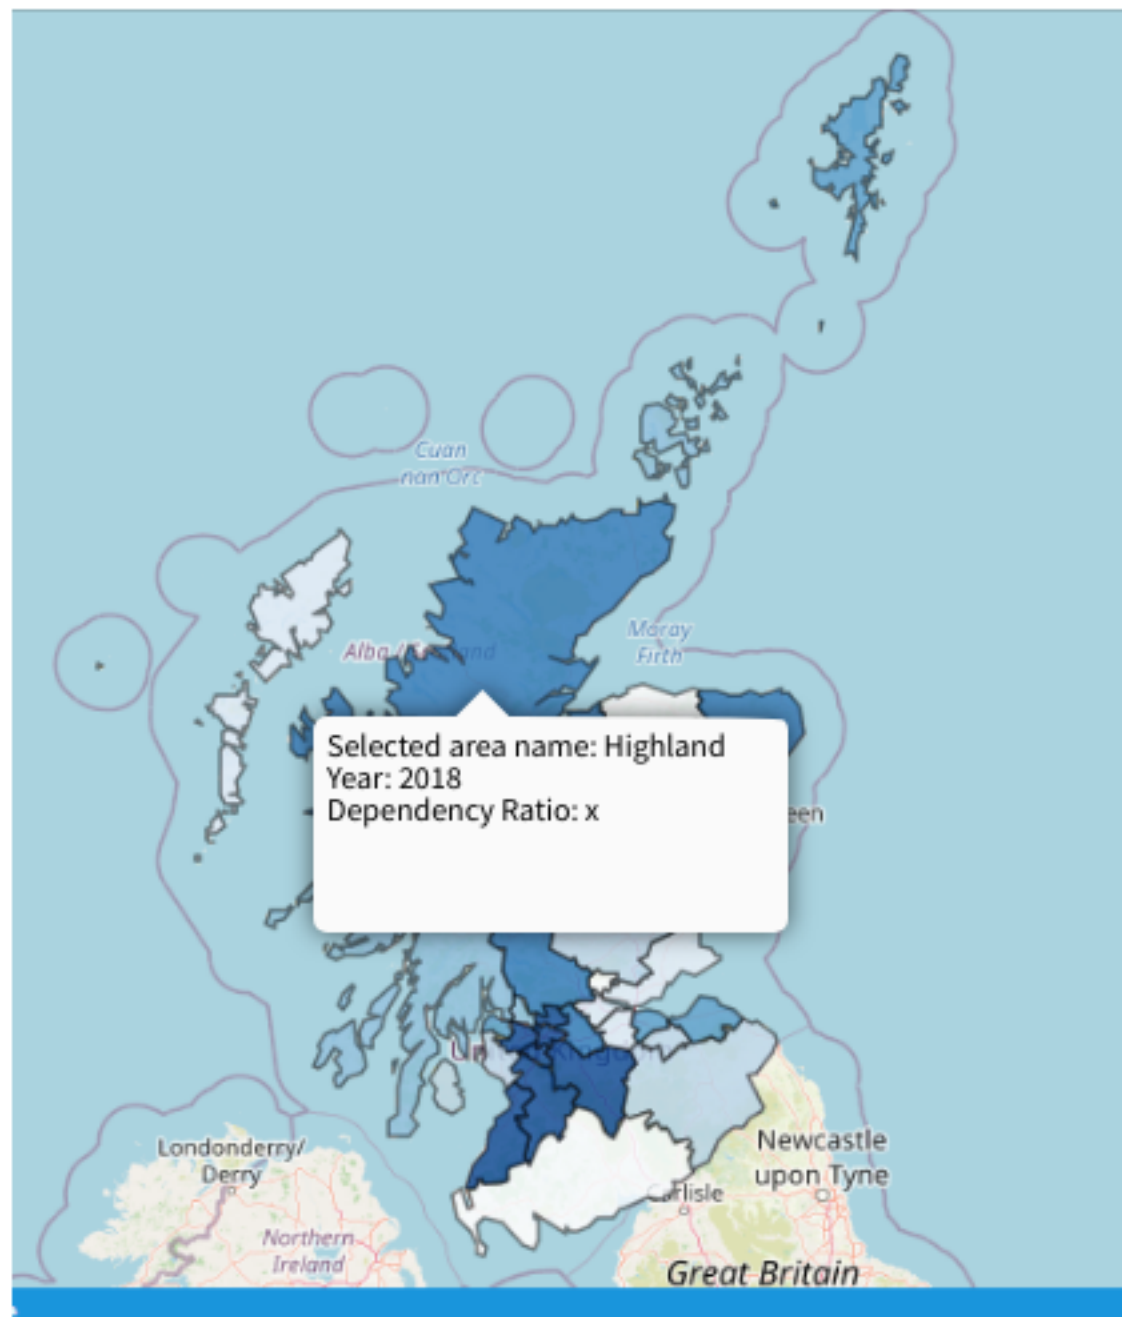 Cuan
nan Orc
Moray
Firth
Selected area name: Highland
Year: 2018
Dependency Ratio: x
Londonderry/
Derry
Newcastle
upon Tyne
Carlisle
Northern
Ireland
Great Britain